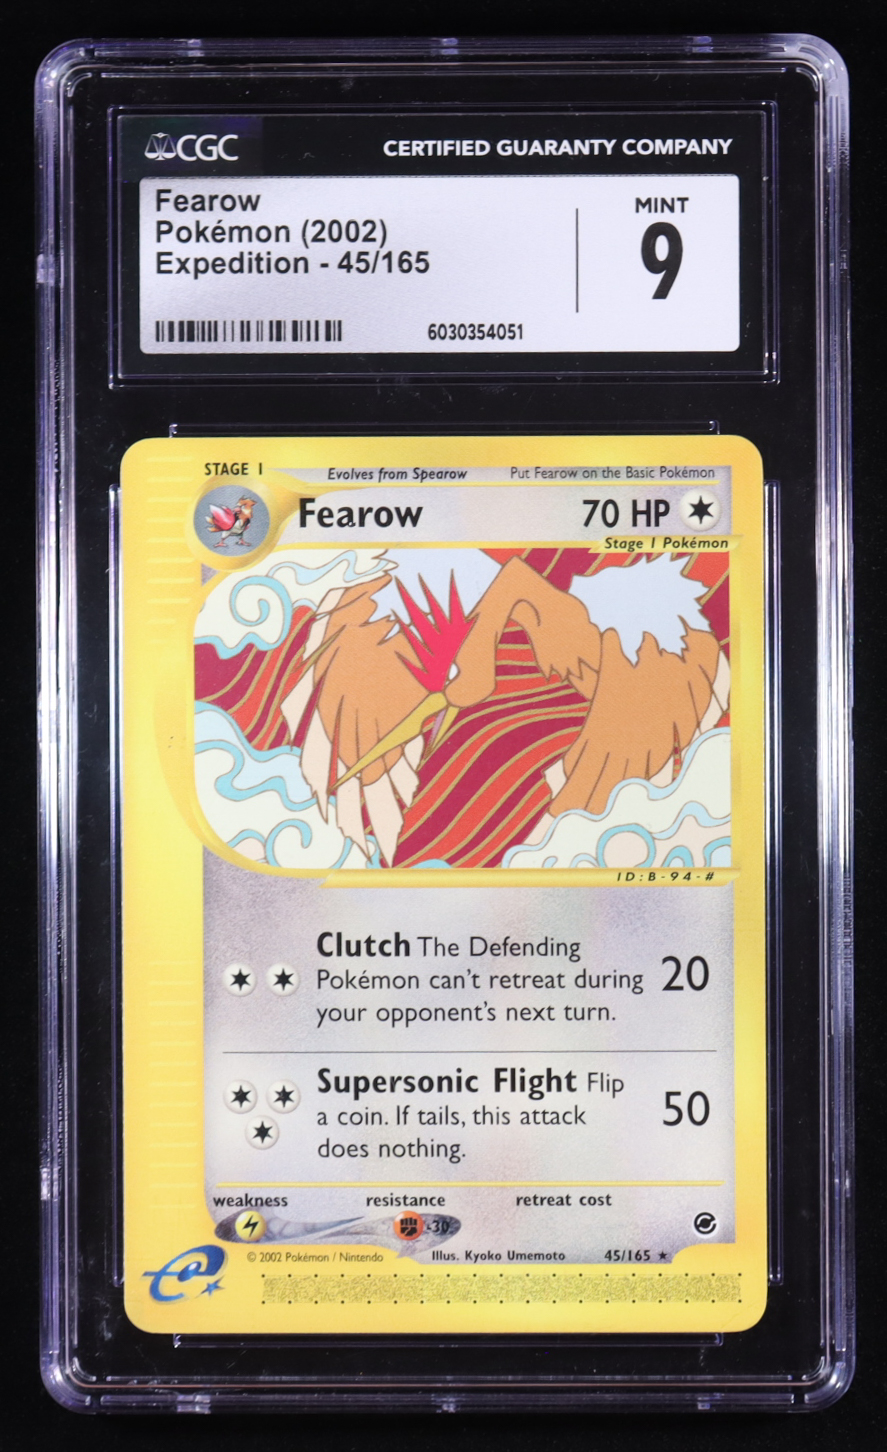 CGC
CERTIFIED GUARANTY COMPANY
Fearow
Pokémon (2002)
Expedition - 45/165
MINT
9
6030354051
STAGE 1
Evolves from Spearow
Put Fearow on the Basic Pokémon
Fearow
70 HP
Stage 1 Pokémon
ID:B-94-#
Clutch The Defending
Pokémon can't retreat during
your opponent's next turn.
20
Supersonic Flight Flip
a coin. If tails, this attack
does nothing.
50
weakness
resistance
retreat cost
-30
© 2002 Pokémon / Nintendo
Illus. Kyoko Umemoto
45/165 ★
e